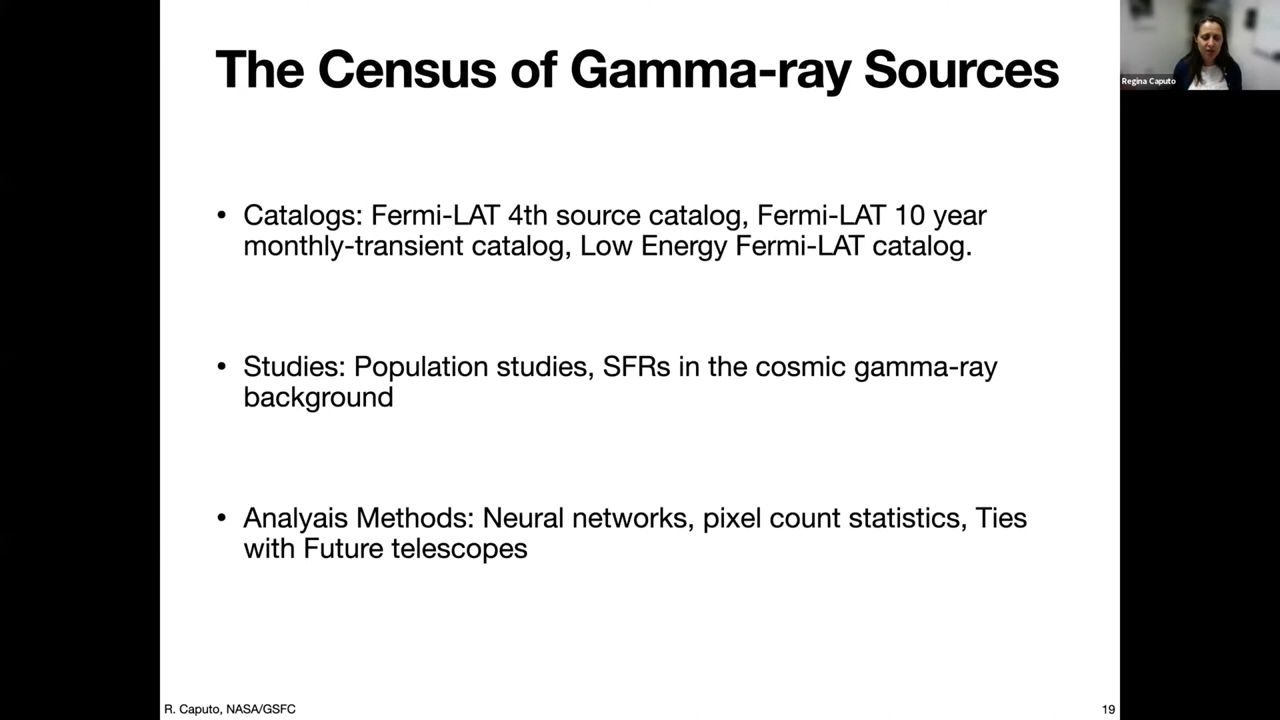 The Census of Gamma-ray Sources
Regina Caputo
• Catalogs: Fermi-LAT 4th source catalog, Fermi-LAT 10 year
monthly-transient catalog, Low Energy Fermi-LAT catalog.
• Studies: Population studies, SFRs in the cosmic gamma-ray
background
• Analyais Methods: Neural networks, pixel count statistics, Ties
with Future telescopes
R. Caputo, NASA/GSFC
19